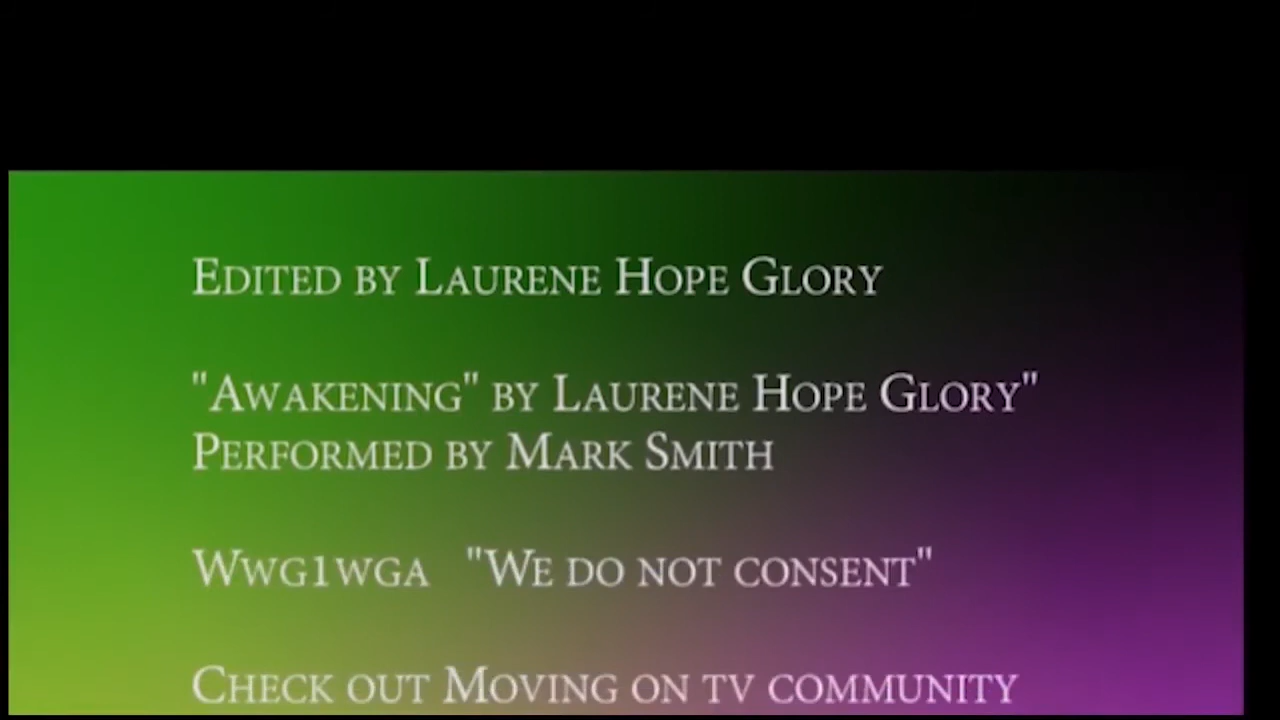 Edited by Laurene Hope Glory
"Awakening" by Laurene Hope Glory"
Performed by Mark Smith
Wwg1wga "We do not consent"
Check out Moving on tv community